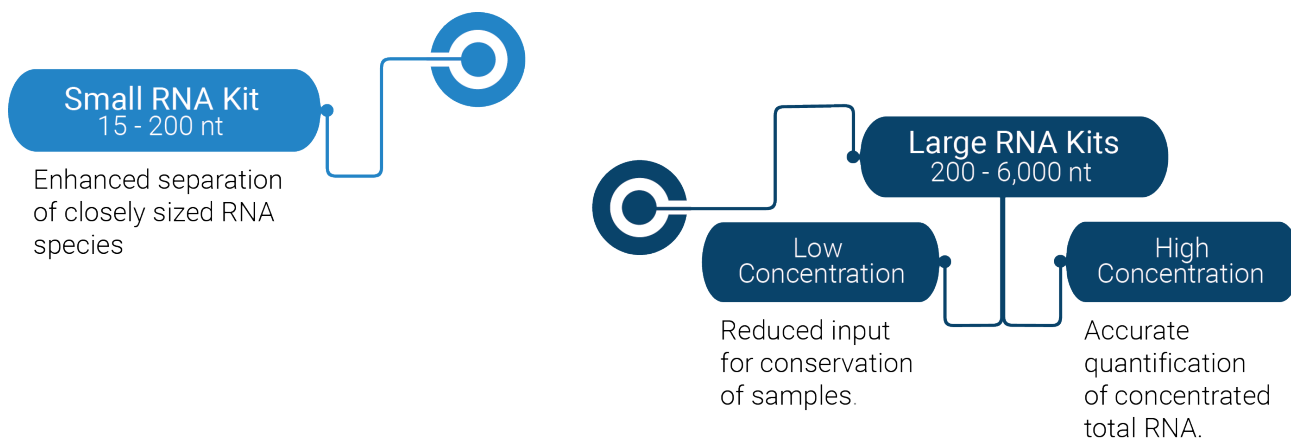 Small RNA Kit
15 - 200 nt
Enhanced separation
of closely sized RNA
species
Large RNA Kits
200 - 6,000 nt
Low
Concentration
Reduced input
for conservation
of samples.
High
Concentration
Accurate
quantification
of concentrated
total RNA.